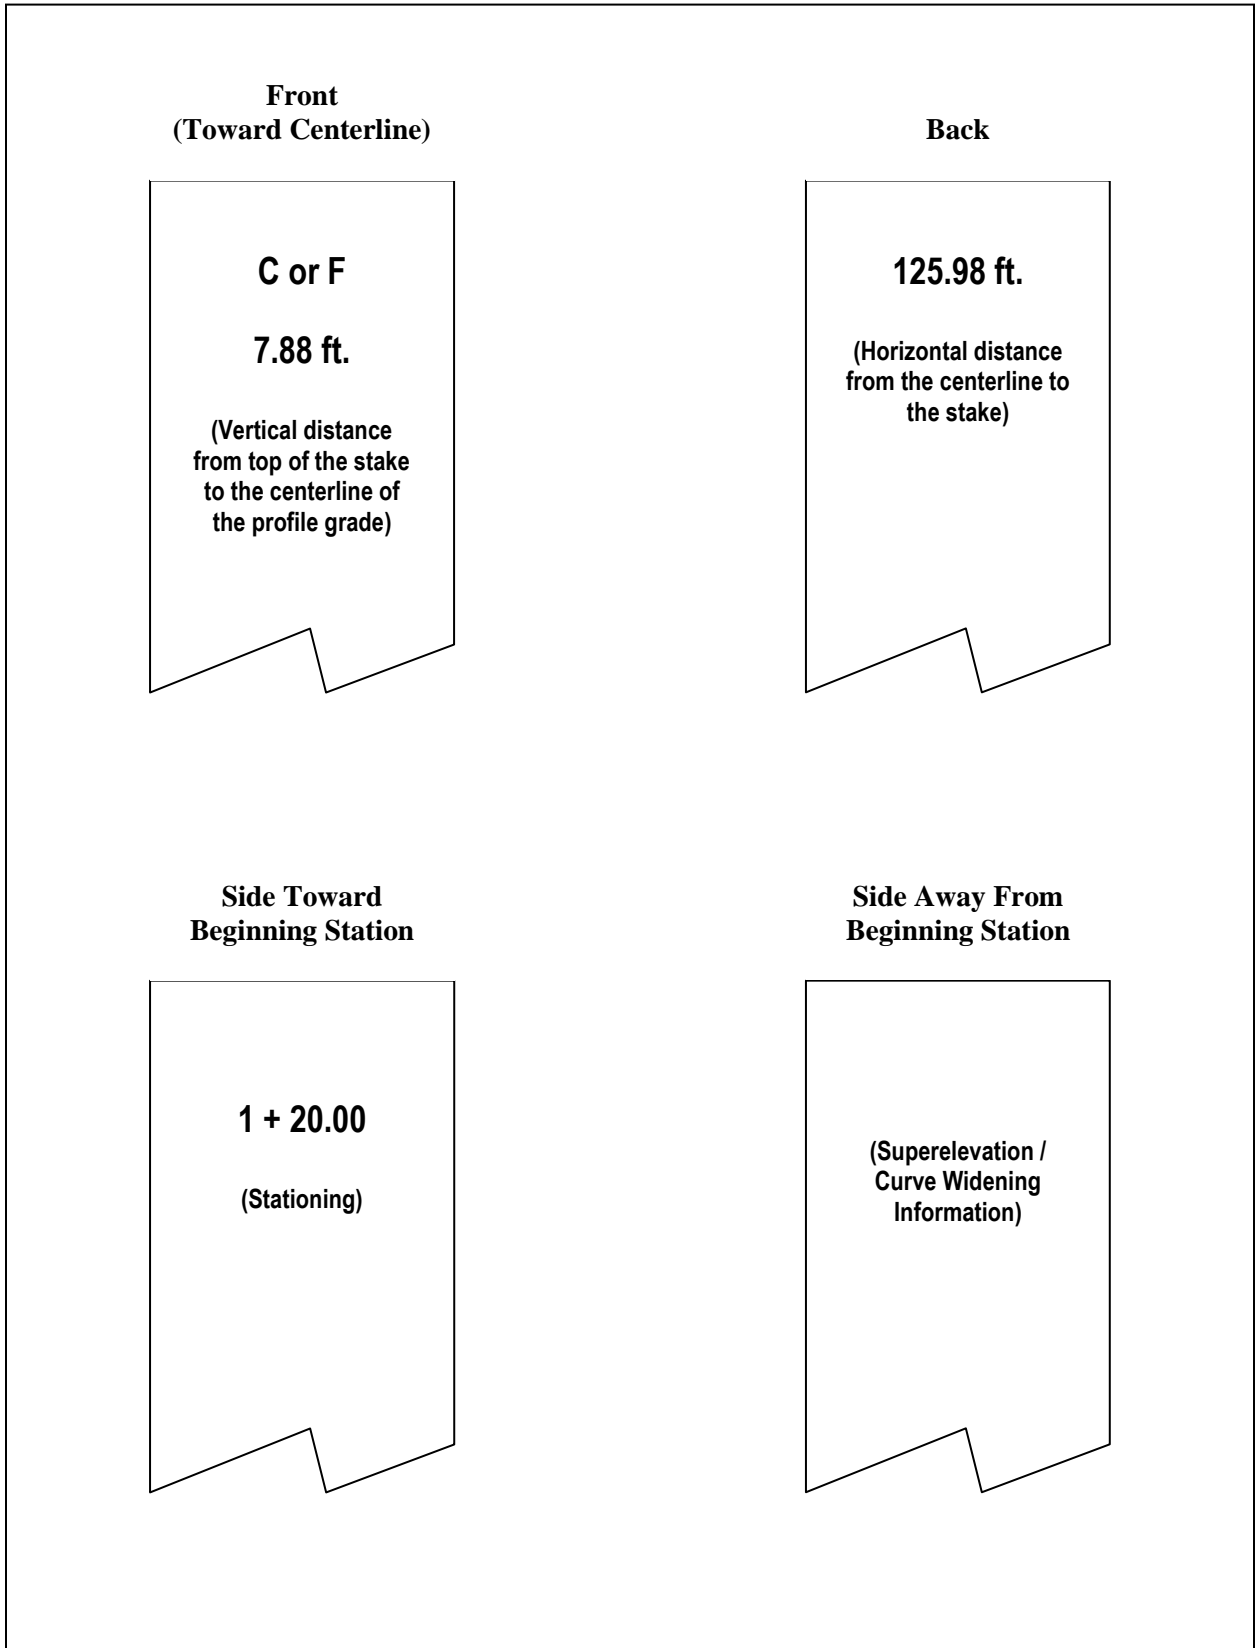 Front
(Toward Centerline)
C or F
7.88 ft.
(Vertical distance
from top of the stake
to the centerline of
the profile grade)
Back
125.98 ft.
(Horizontal distance
from the centerline to
the stake)
Side Toward
Beginning Station
1 + 20.00
(Stationing)
Side Away From
Beginning Station
(Superelevation /
Curve Widening
Information)